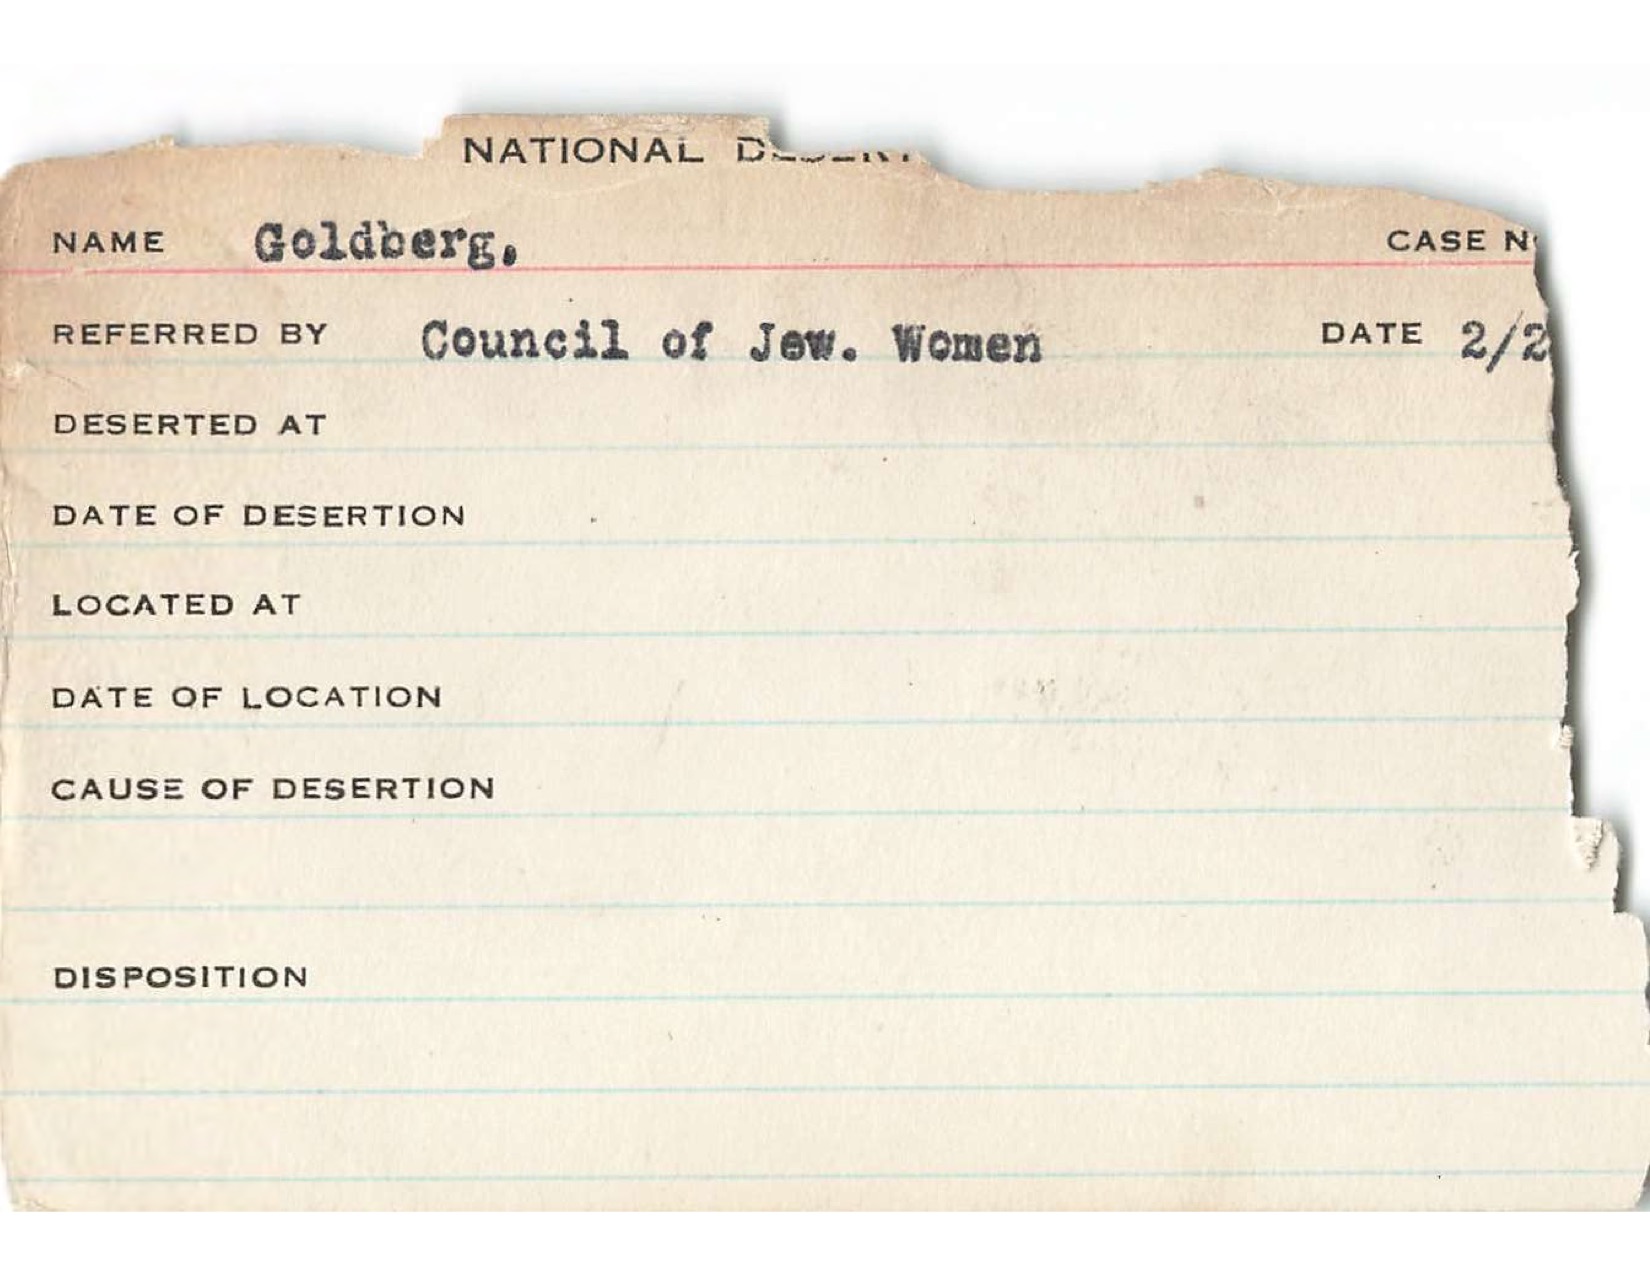 NATIONAL DESERT
NAME Goldberg, CASE N
REFERRED BY Council of Jew. Women DATE 2/2
DESERTED AT
DATE OF DESERTION
LOCATED AT
DATE OF LOCATION
CAUSE OF DESERTION
DISPOSITION